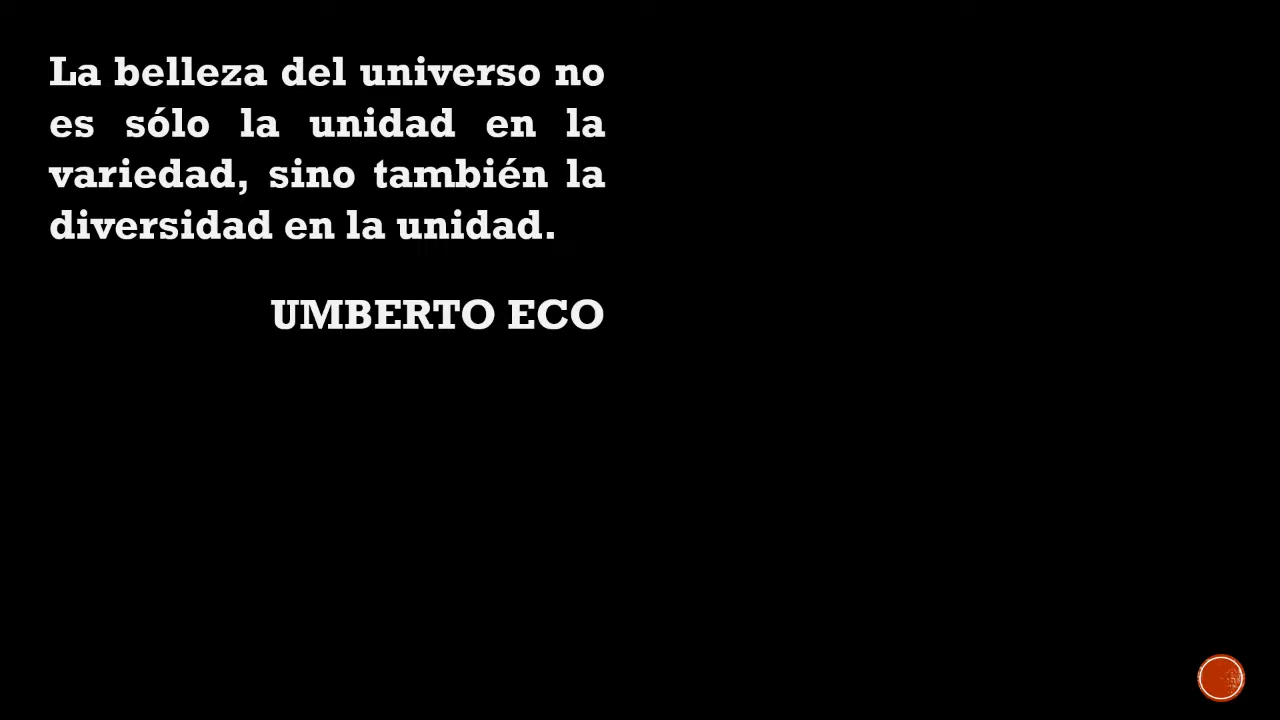 La belleza del universo no
es sólo la unidad en la
variedad, sino también la
diversidad en la unidad.
UMBERTO ECO